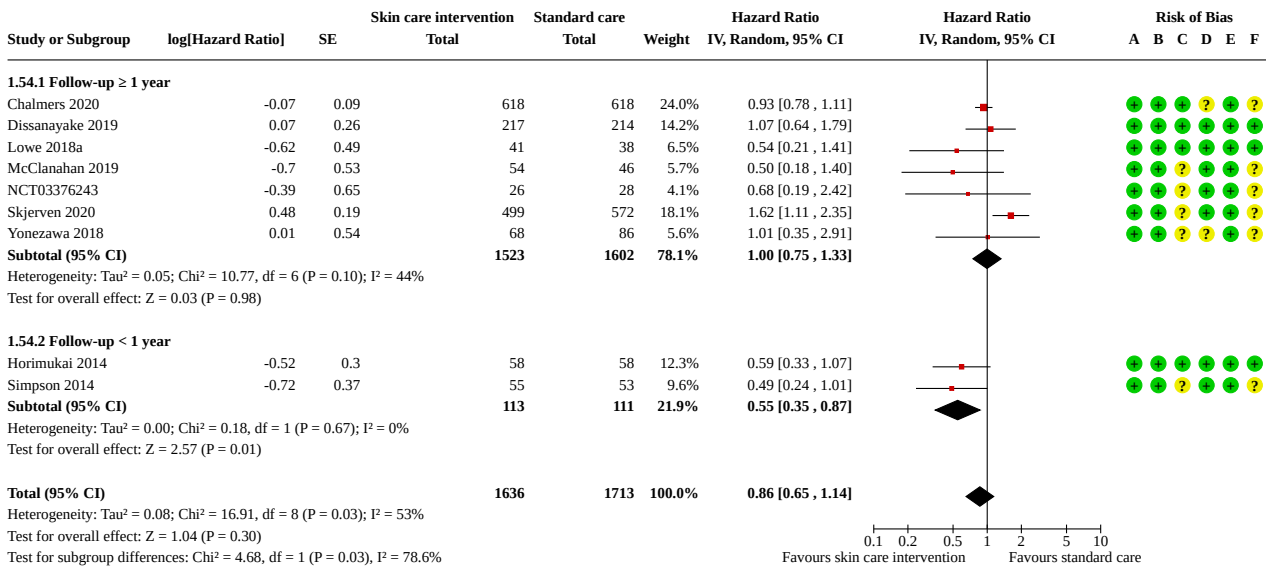 Skin care intervention Standard care Hazard Ratio Hazard Ratio Risk of Bias
Study or Subgroup log[Hazard Ratio] SE Total Total Weight IV, Random, 95% CI IV, Random, 95% CI A B C D E F
1.54.1 Follow-up ≥ 1 year
Chalmers 2020 -0.07 0.09 618 618 24.0% 0.93 [0.78 , 1.11] + + + ? + ?
Dissanayake 2019 0.07 0.26 217 214 14.2% 1.07 [0.64 , 1.79] + + + + + +
Lowe 2018a -0.62 0.49 41 38 6.5% 0.54 [0.21 , 1.41] + + + + + +
McClanahan 2019 -0.7 0.53 54 46 5.7% 0.50 [0.18 , 1.40] + + ? + + ?
NCT03376243 -0.39 0.65 26 28 4.1% 0.68 [0.19 , 2.42] + + ? + + ?
Skjerven 2020 0.48 0.19 499 572 18.1% 1.62 [1.11 , 2.35] + + ? + + ?
Yonezawa 2018 0.01 0.54 68 86 5.6% 1.01 [0.35 , 2.91] + + ? ? + ?
Subtotal (95% CI) 1523 1602 78.1% 1.00 [0.75 , 1.33]
Heterogeneity: Tau² = 0.05; Chi² = 10.77, df = 6 (P = 0.10); I² = 44%
Test for overall effect: Z = 0.03 (P = 0.98)
1.54.2 Follow-up < 1 year
Horimukai 2014 -0.52 0.3 58 58 12.3% 0.59 [0.33 , 1.07] + + + + + +
Simpson 2014 -0.72 0.37 55 53 9.6% 0.49 [0.24 , 1.01] + + ? + + ?
Subtotal (95% CI) 113 111 21.9% 0.55 [0.35 , 0.87]
Heterogeneity: Tau² = 0.00; Chi² = 0.18, df = 1 (P = 0.67); I² = 0%
Test for overall effect: Z = 2.57 (P = 0.01)
Total (95% CI) 1636 1713 100.0% 0.86 [0.65 , 1.14]
Heterogeneity: Tau² = 0.08; Chi² = 16.91, df = 8 (P = 0.03); I² = 53%
Test for overall effect: Z = 1.04 (P = 0.30)
0.1 0.2 0.5 1 2 5 10
Test for subgroup differences: Chi² = 4.68, df = 1 (P = 0.03), I² = 78.6%
Favours skin care intervention Favours standard care